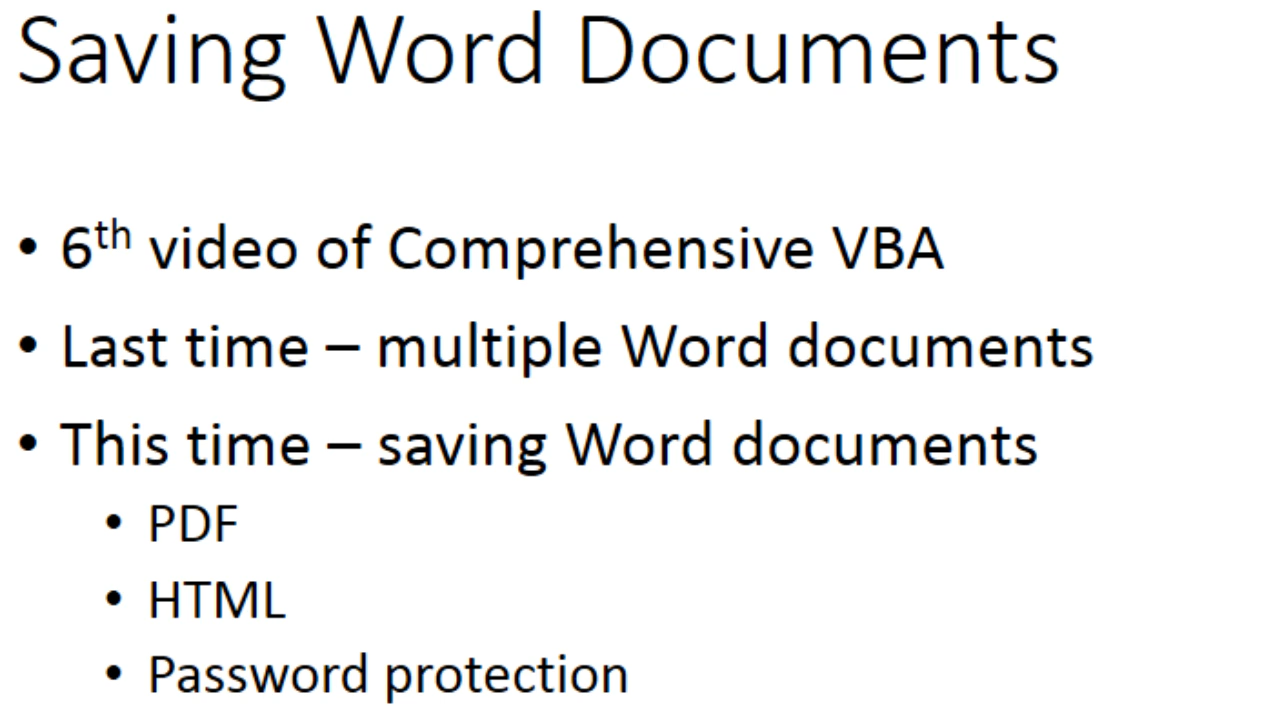 Saving Word Documents
• 6th video of Comprehensive VBA
• Last time – multiple Word documents
• This time – saving Word documents
• PDF
• HTML
• Password protection